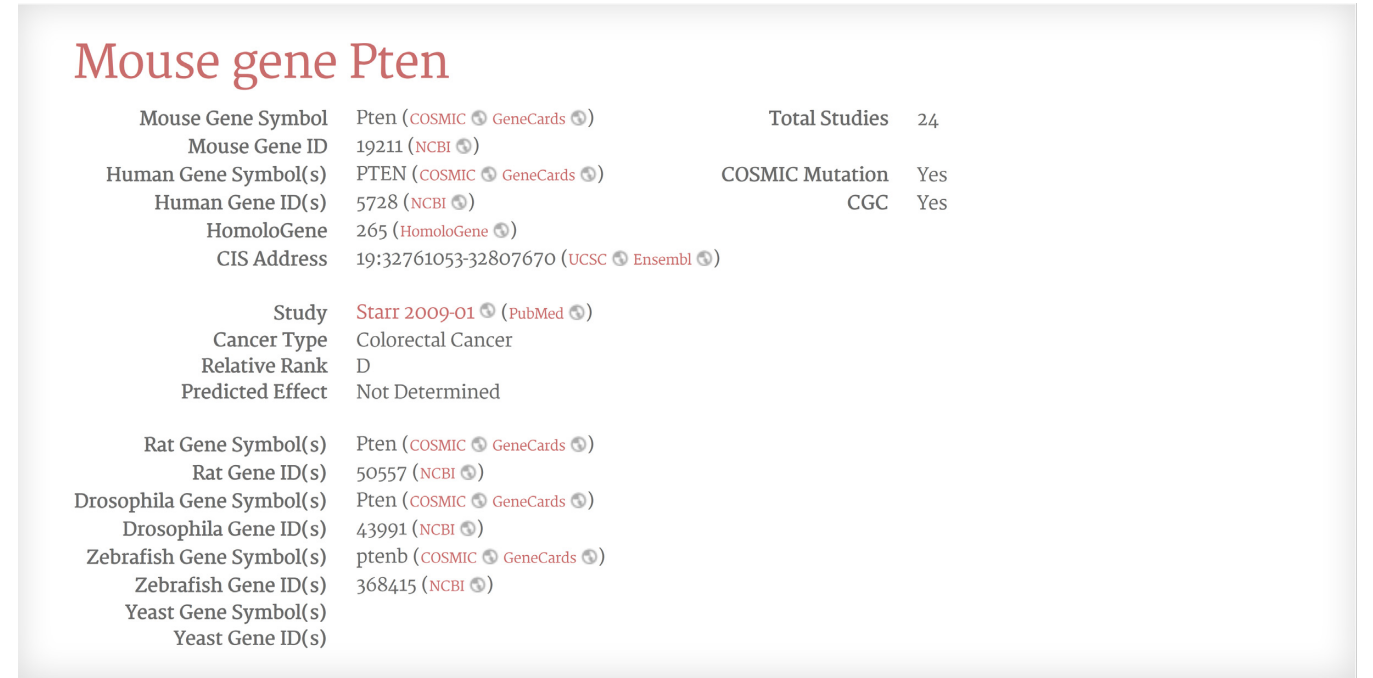 Mouse gene Pten
Mouse Gene Symbol Pten (COSMIC GeneCards) Total Studies 24
Mouse Gene ID 19211 (NCBI)
Human Gene Symbol(s) PTEN (COSMIC GeneCards) COSMIC Mutation Yes
Human Gene ID(s) 5728 (NCBI) CGC Yes
HomoloGene 265 (HomoloGene)
CIS Address 19:32761053-32807670 (UCSC Ensembl)
Study Starr 2009-01 (PubMed)
Cancer Type Colorectal Cancer
Relative Rank D
Predicted Effect Not Determined
Rat Gene Symbol(s) Pten (COSMIC GeneCards)
Rat Gene ID(s) 50557 (NCBI)
Drosophila Gene Symbol(s) Pten (COSMIC GeneCards)
Drosophila Gene ID(s) 43991 (NCBI)
Zebrafish Gene Symbol(s) ptenb (COSMIC GeneCards)
Zebrafish Gene ID(s) 368415 (NCBI)
Yeast Gene Symbol(s)
Yeast Gene ID(s)